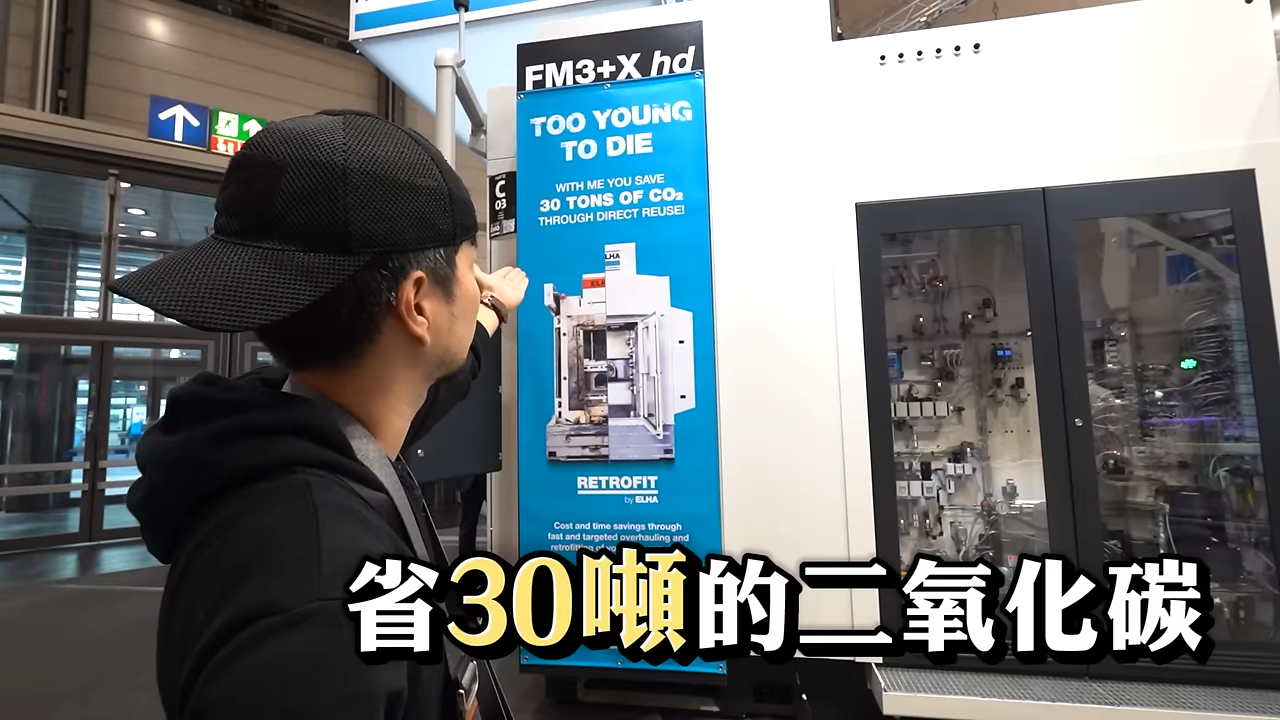 FM3+X hd
TOO YOUNG
TO DIE
WITH ME YOU SAVE
30 TONS OF CO₂
THROUGH DIRECT REUSE!
C
03
ELHA
RETROFIT
by ELHA
Cost and time savings through
fast and targeted overhauling and
省30噸的二氧化碳